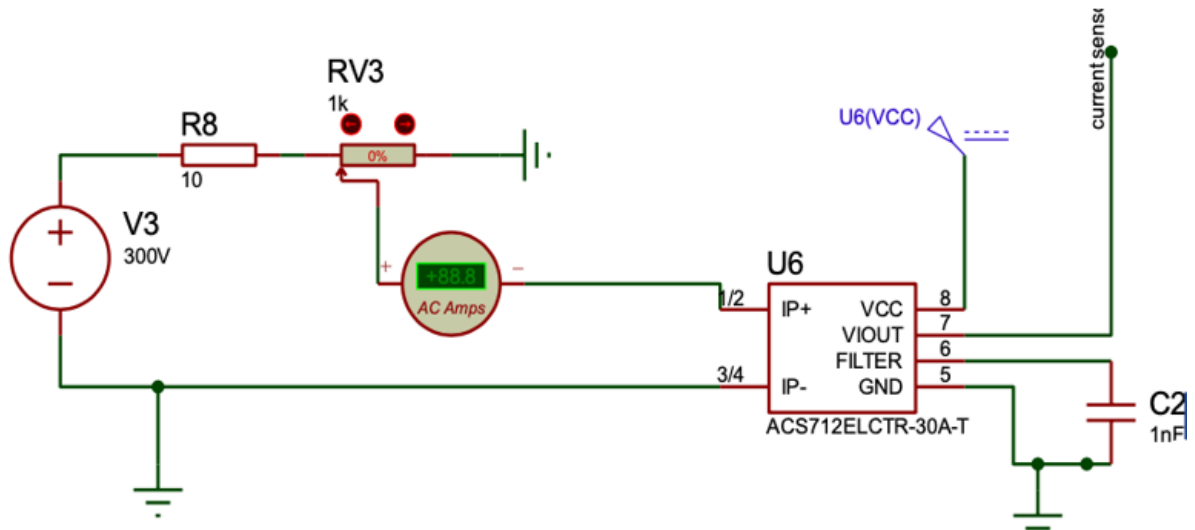 RV3
1k
R8
0%
10
V3
300V
+
-
+88.8
AC Amps
+
−
U6(VCC)
current sens
U6
1/2
IP+
VCC
8
VIOUT
7
FILTER
6
3/4
IP-
GND
5
ACS712ELCTR-30A-T
C2
1nF